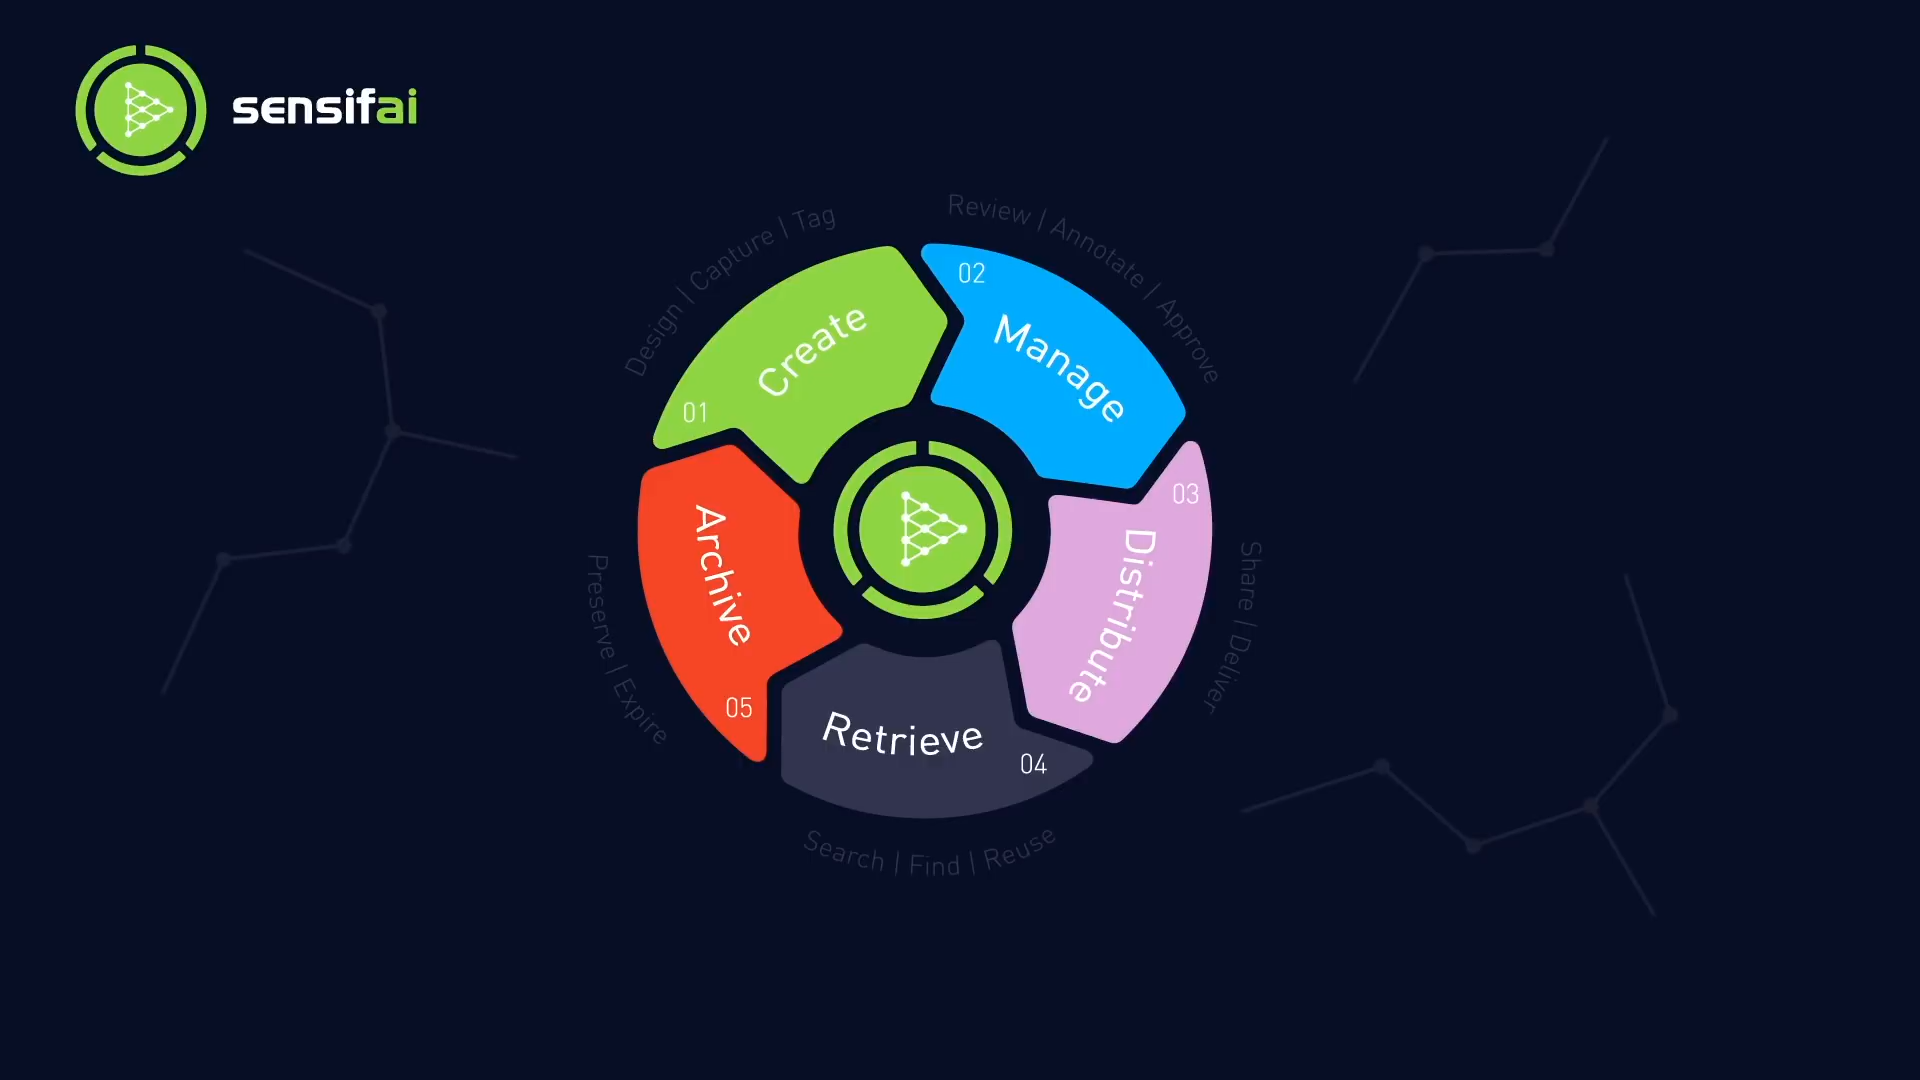 sensifai
Design | Capture | Tag
01
Create
Review | Annotate | Approve
02
Manage
03
Distribute
Share | Deliver
04
Retrieve
Search | Find | Reuse
05
Archive
Preserve | Expire